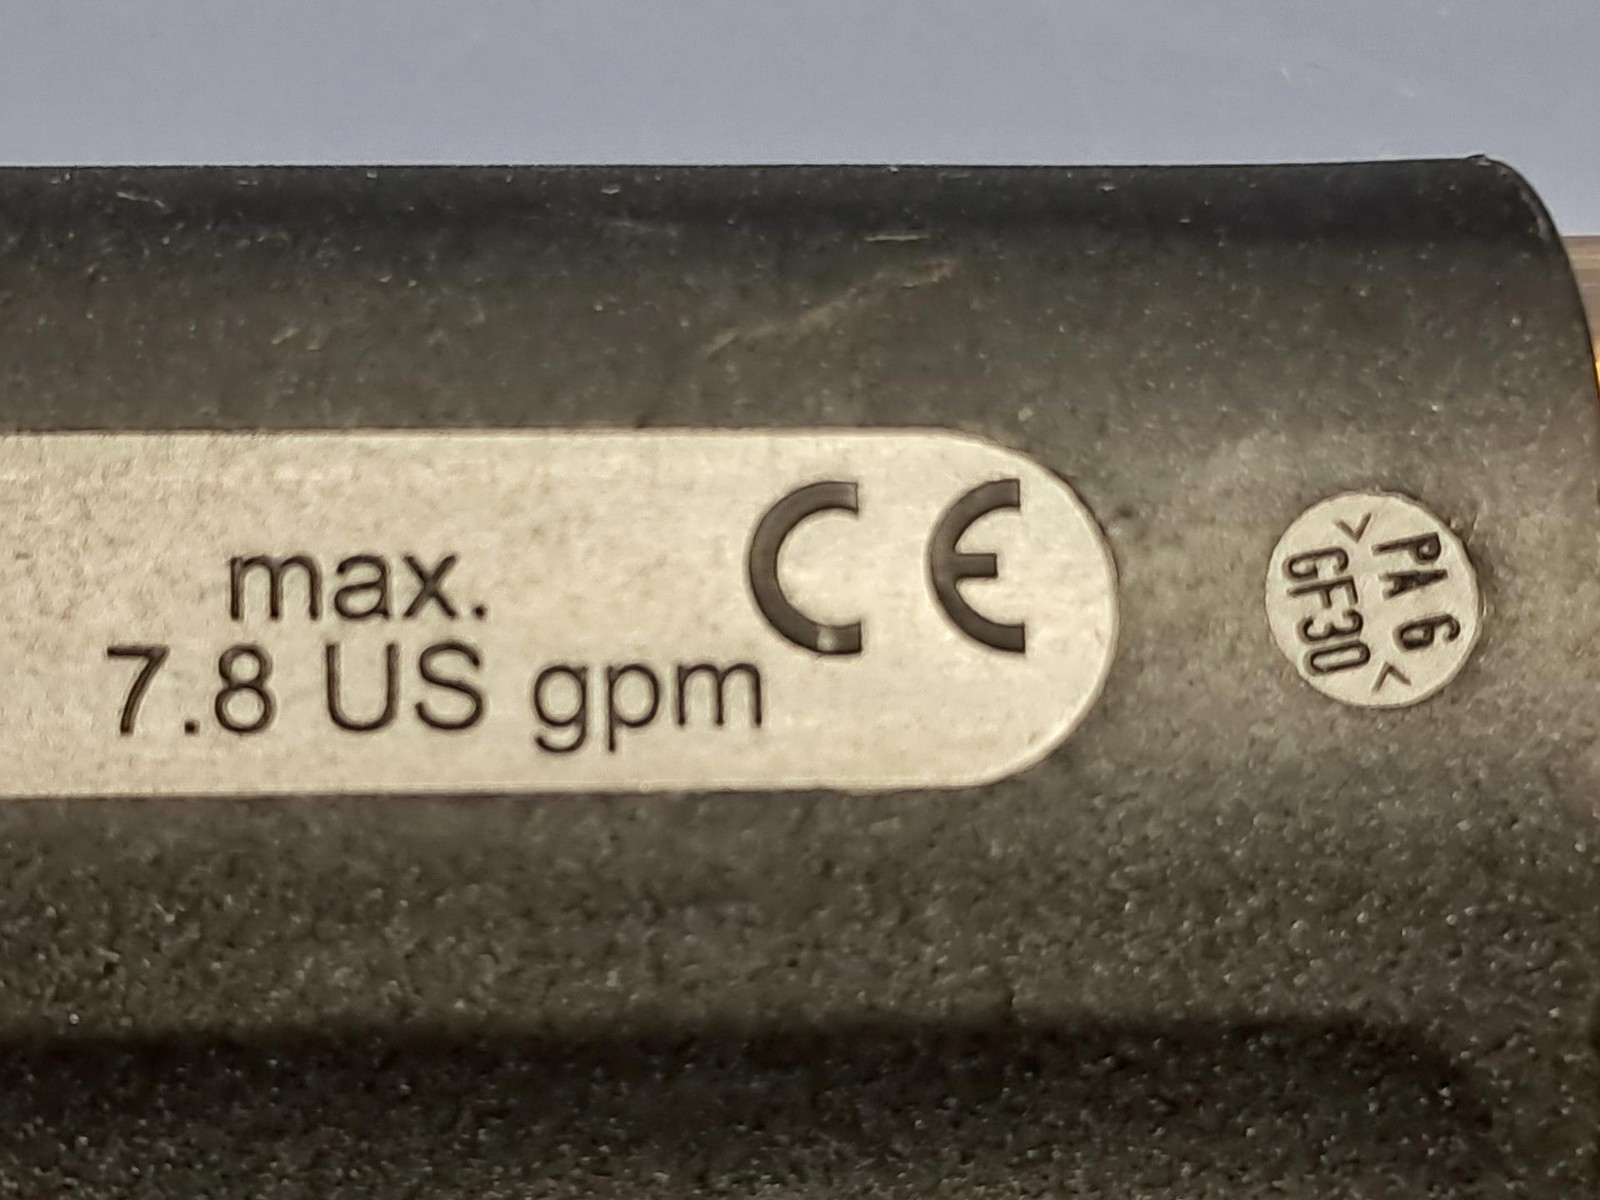 max.
7.8 US gpm
CE
>PA 6
GF30<